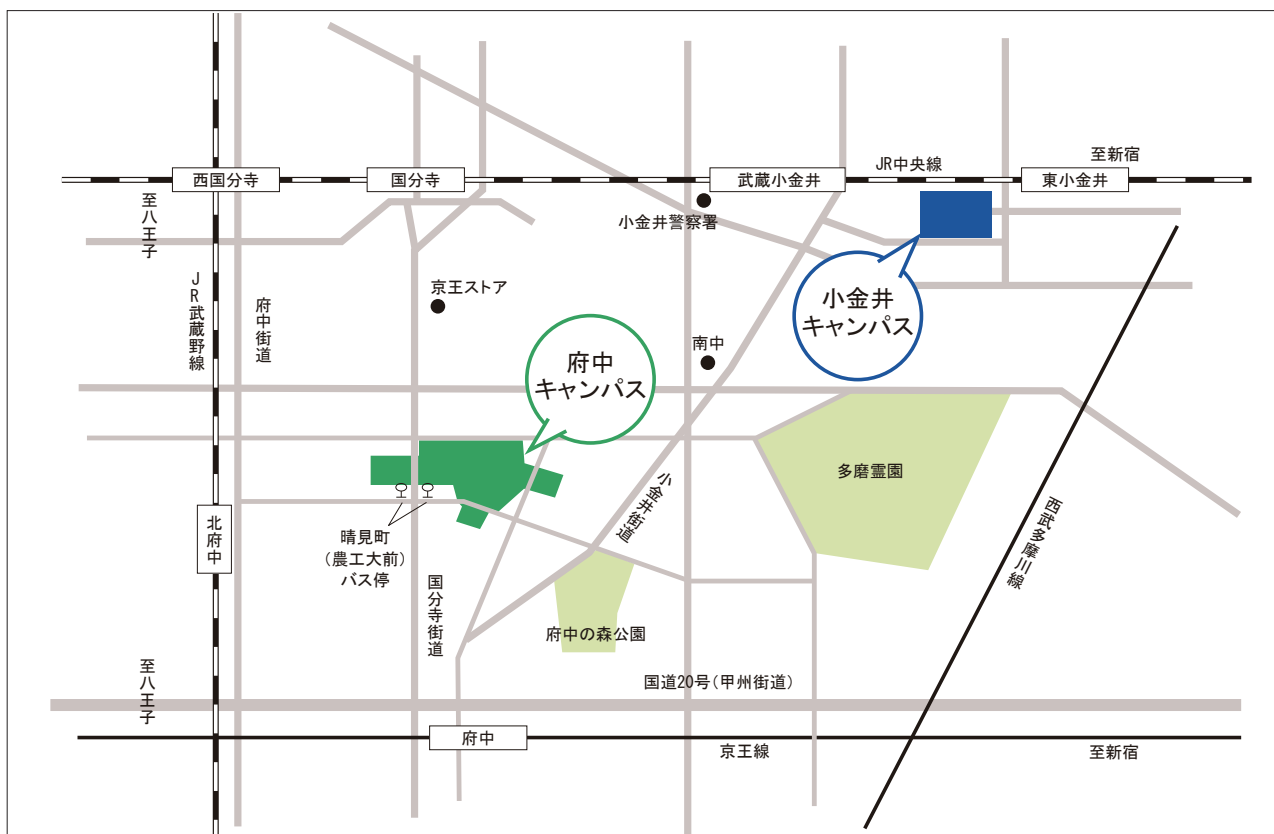 JR中央線
至新宿
西国分寺
国分寺
武蔵小金井
東小金井
至八王子
小金井警察署
JR武蔵野線
府中街道
京王ストア
小金井
キャンパス
南中
府中
キャンパス
多磨霊園
小金井街道
西武多摩川線
北府中
晴見町
(農工大前)
バス停
国分寺街道
府中の森公園
至八王子
国道20号(甲州街道)
府中
京王線
至新宿